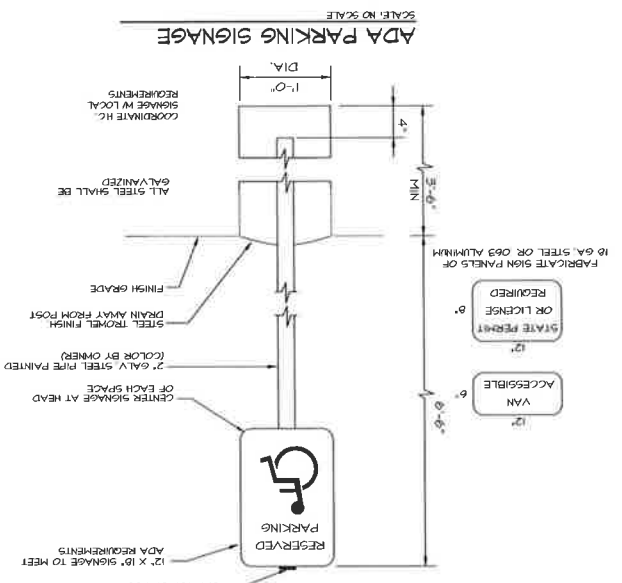 12" X 18" SIGNAGE TO MEET
ADA REQUIREMENTS
RESERVED
PARKING
CENTER SIGNAGE AT HEAD
OF EACH SPACE
2" GALV. STEEL PIPE PAINTED
(COLOR BY OWNER)
STEEL TROWEL FINISH
DRAIN AWAY FROM POST
FINISH GRADE
ALL STEEL SHALL BE
GALVANIZED
COORDINATE H.C.
SIGNAGE W/ LOCAL
REQUIREMENTS
6'-6"
12"
VAN
ACCESSIBLE
6"
12"
STATE PERMIT
OR LICENSE
REQUIRED
8"
FABRICATE SIGN PANELS OF
18 GA. STEEL OR .063 ALUMINUM
3'-6"
MIN
4"
1'-0"
DIA.
ADA PARKING SIGNAGE
SCALE: NO SCALE